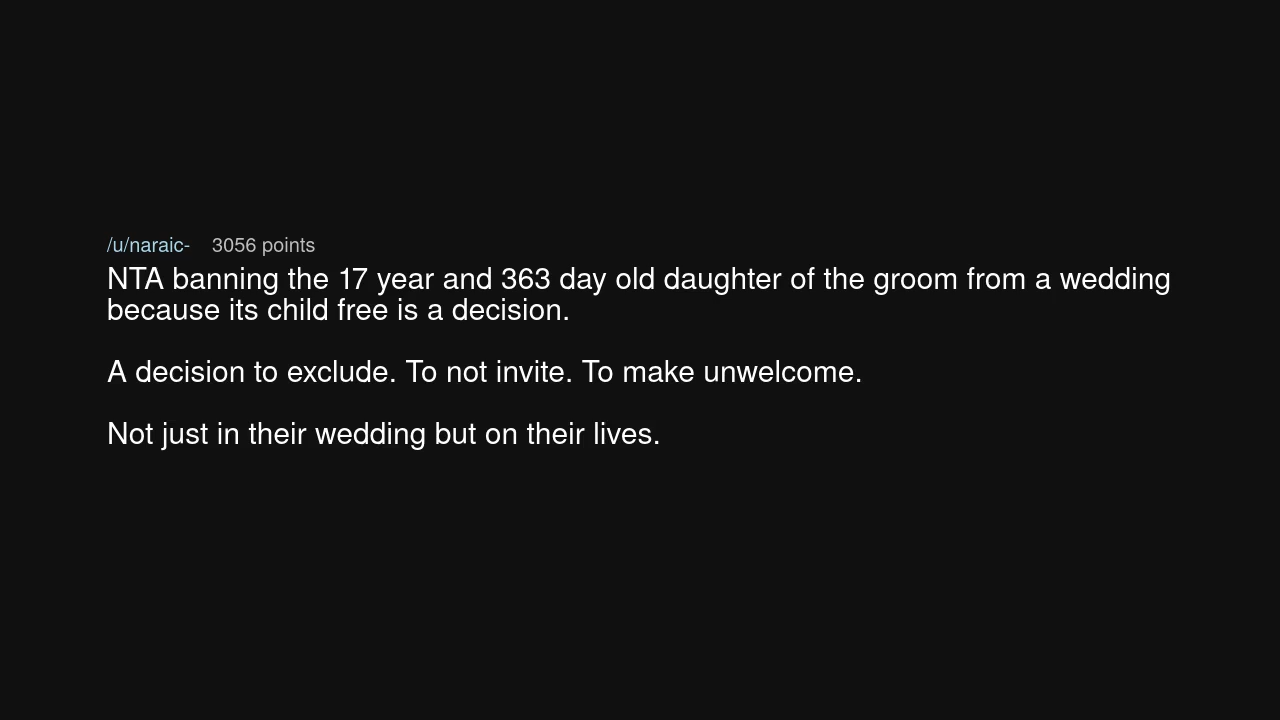 /u/naraic- 3056 points
NTA banning the 17 year and 363 day old daughter of the groom from a wedding
because its child free is a decision.
A decision to exclude. To not invite. To make unwelcome.
Not just in their wedding but on their lives.